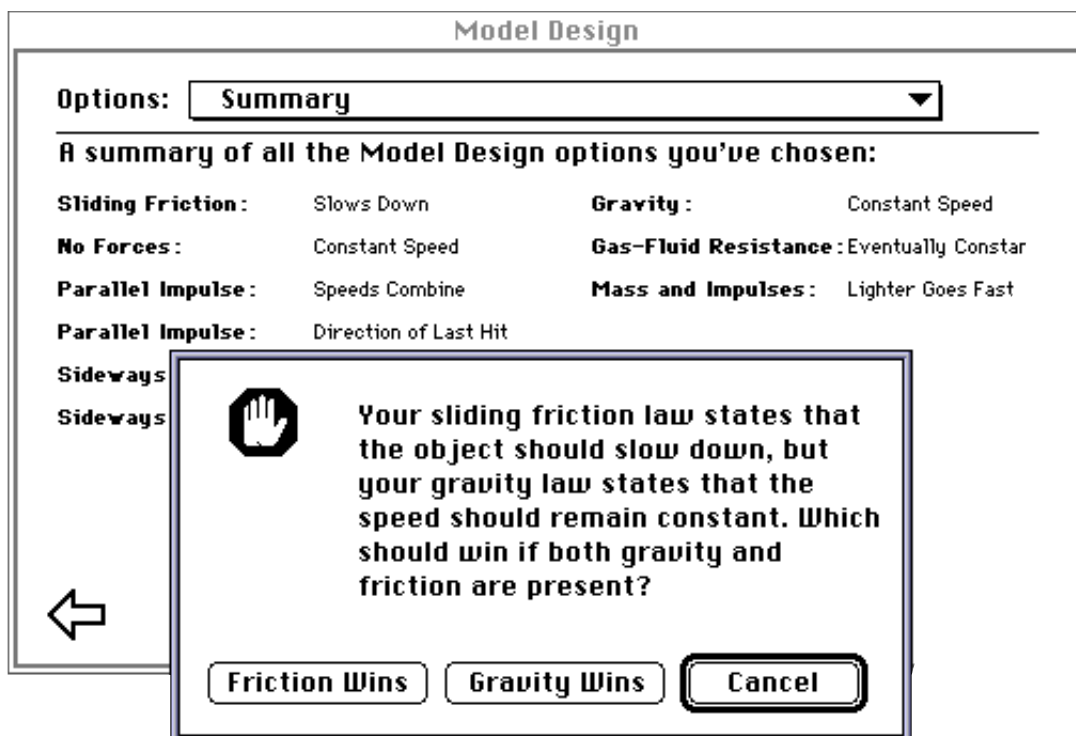 Model Design
Options: Summary
A summary of all the Model Design options you've chosen:
Sliding Friction: Slows Down Gravity: Constant Speed
No Forces: Constant Speed Gas-Fluid Resistance: Eventually Constar
Parallel Impulse: Speeds Combine Mass and Impulses: Lighter Goes Fast
Parallel Impulse: Direction of Last Hit
Sideways
Sideways
Your sliding friction law states that
the object should slow down, but
your gravity law states that the
speed should remain constant. Which
should win if both gravity and
friction are present?
Friction Wins Gravity Wins Cancel